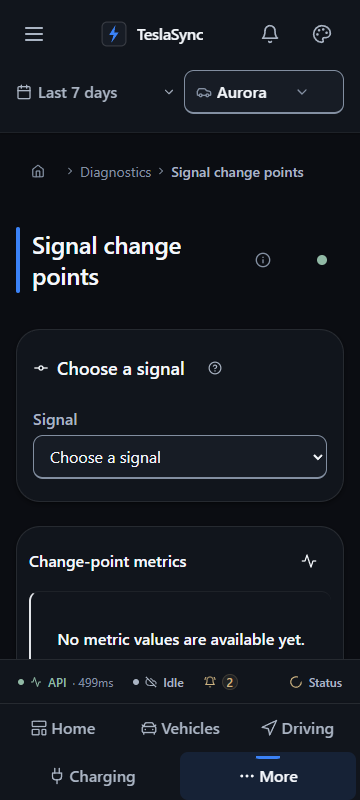 TeslaSync
Last 7 days
Aurora
Diagnostics
Signal change points
Signal change
points
Choose a signal
Signal
Choose a signal
Change-point metrics
No metric values are available yet.
API · 499ms
Idle
2
Status
Home
Vehicles
Driving
Charging
More